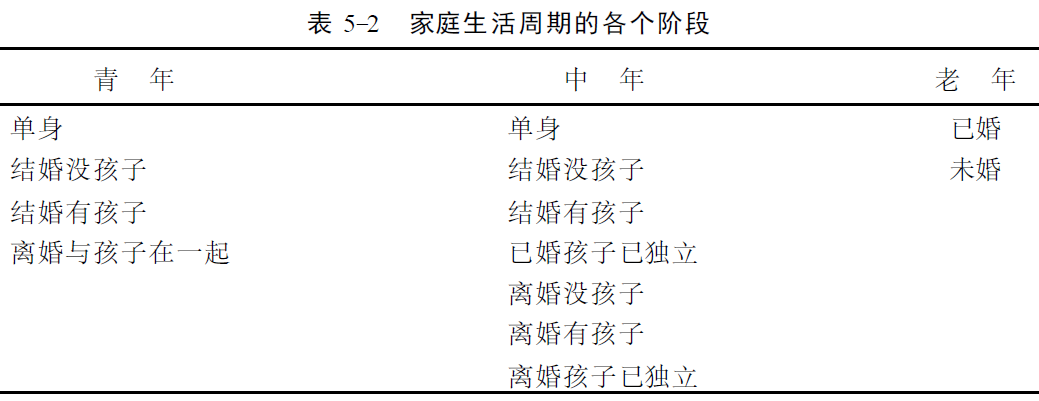 表 5-2 家庭生活周期的各个阶段
青 年 中 年 老 年
单身 单身 已婚
结婚没孩子 结婚没孩子 未婚
结婚有孩子 结婚有孩子
离婚与孩子在一起 已婚孩子已独立
离婚没孩子
离婚有孩子
离婚孩子已独立